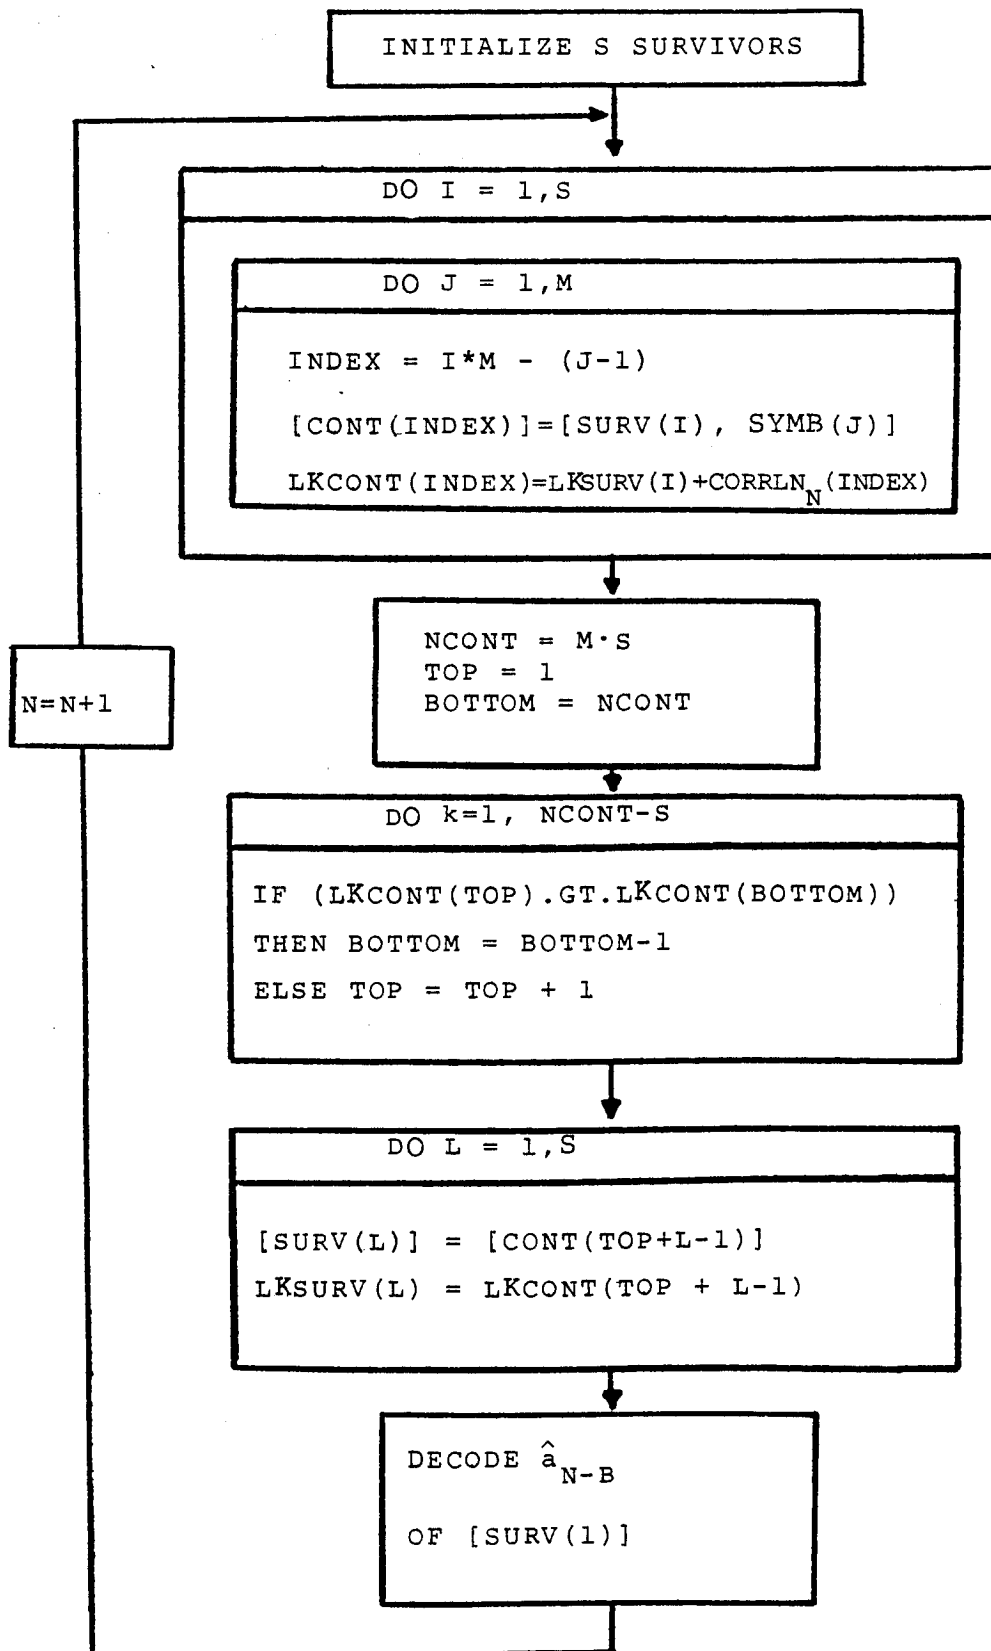 INITIALIZE S SURVIVORS
DO I = 1,S
DO J = 1,M
INDEX = I*M - (J-1)
[CONT(INDEX)]=[SURV(I), SYMB(J)]
LKCONT(INDEX)=LKSURV(I)+CORRLN_N(INDEX)
NCONT = M·S
TOP = 1
BOTTOM = NCONT
N=N+1
DO k=1, NCONT-S
IF (LKCONT(TOP).GT.LKCONT(BOTTOM))
THEN BOTTOM = BOTTOM-1
ELSE TOP = TOP + 1
DO L = 1,S
[SURV(L)] = [CONT(TOP+L-1)]
LKSURV(L) = LKCONT(TOP + L-1)
DECODE â_{N-B}
OF [SURV(1)]